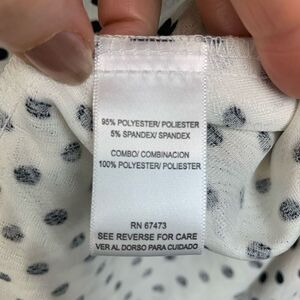 95% POLYESTER/ POLIESTER
5% SPANDEX/ SPANDEX
COMBO/ COMBINACION
100% POLYESTER/ POLIESTER
RN 67473
SEE REVERSE FOR CARE
VER AL DORSO PARA CUIDADO